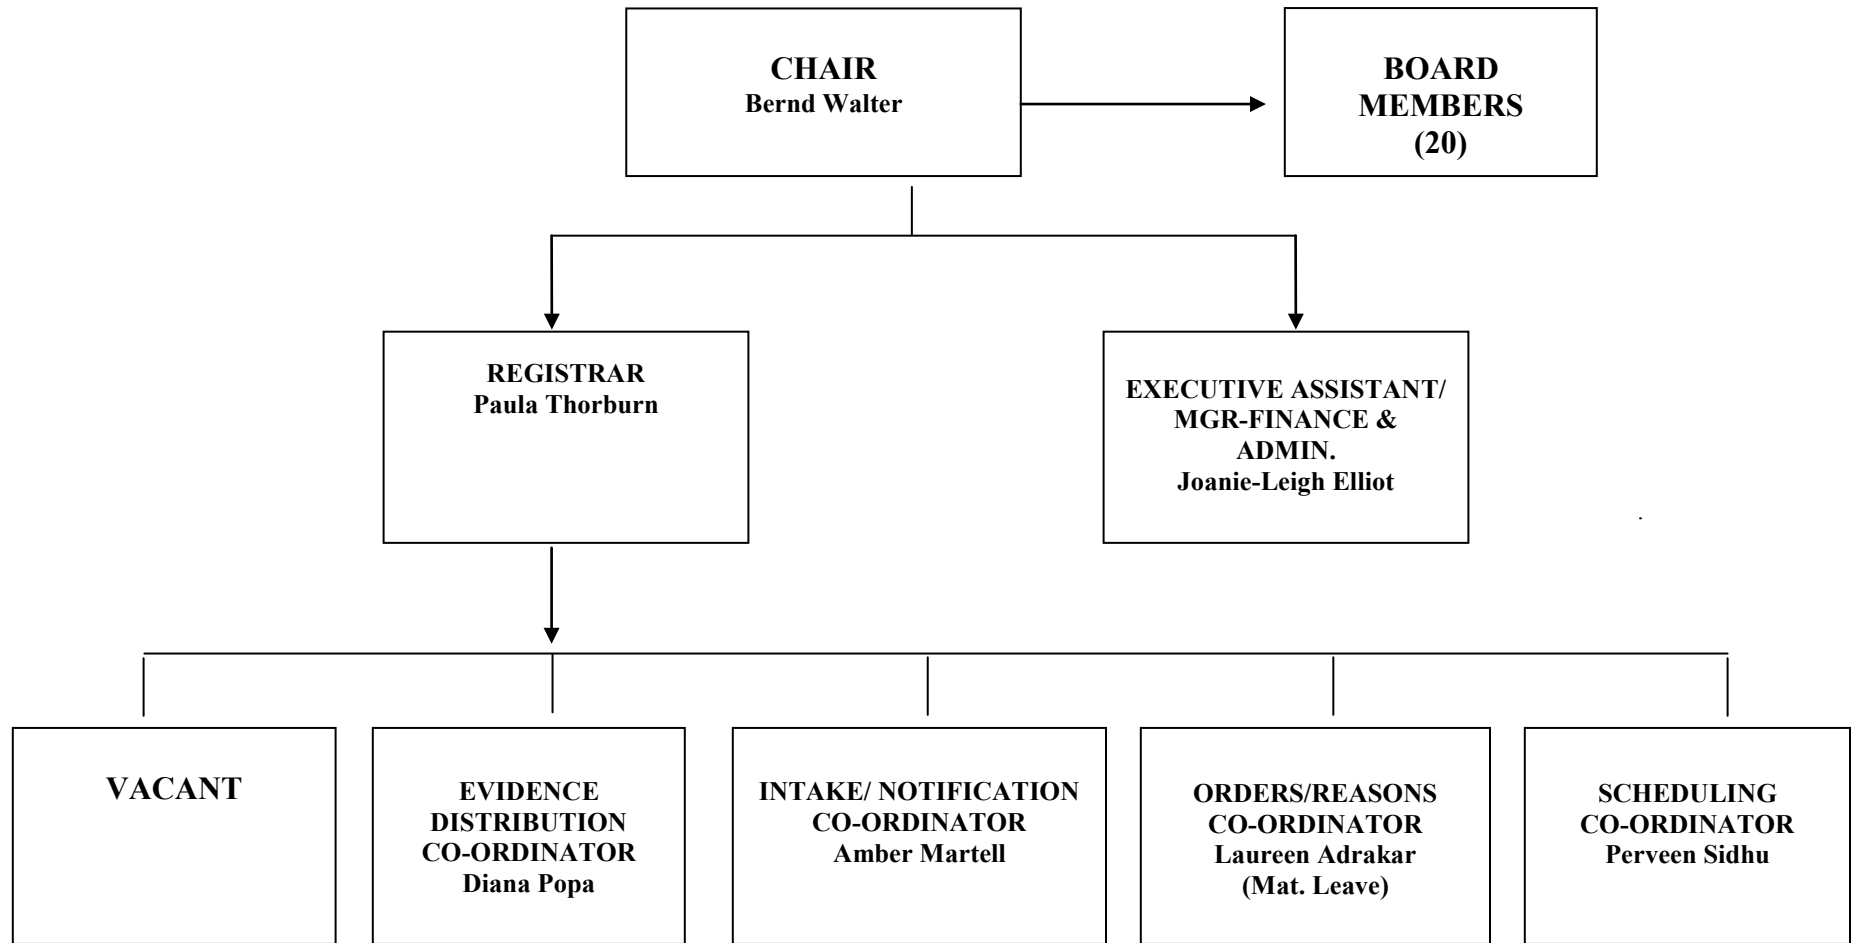 CHAIR
Bernd Walter
BOARD
MEMBERS
(20)
REGISTRAR
Paula Thorburn
EXECUTIVE ASSISTANT/
MGR-FINANCE &
ADMIN.
Joanie-Leigh Elliot
.
VACANT
EVIDENCE
DISTRIBUTION
CO-ORDINATOR
Diana Popa
INTAKE/ NOTIFICATION
CO-ORDINATOR
Amber Martell
ORDERS/REASONS
CO-ORDINATOR
Laureen Adrakar
(Mat. Leave)
SCHEDULING
CO-ORDINATOR
Perveen Sidhu